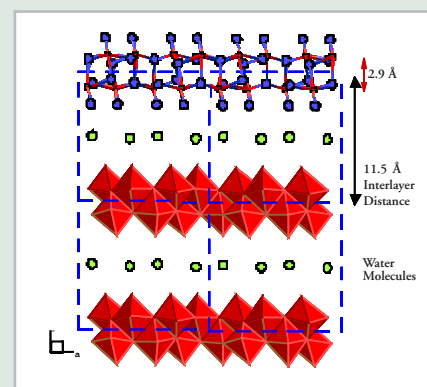 2.9 Å
11.5 Å
Interlayer
Distance
Water
Molecules
a